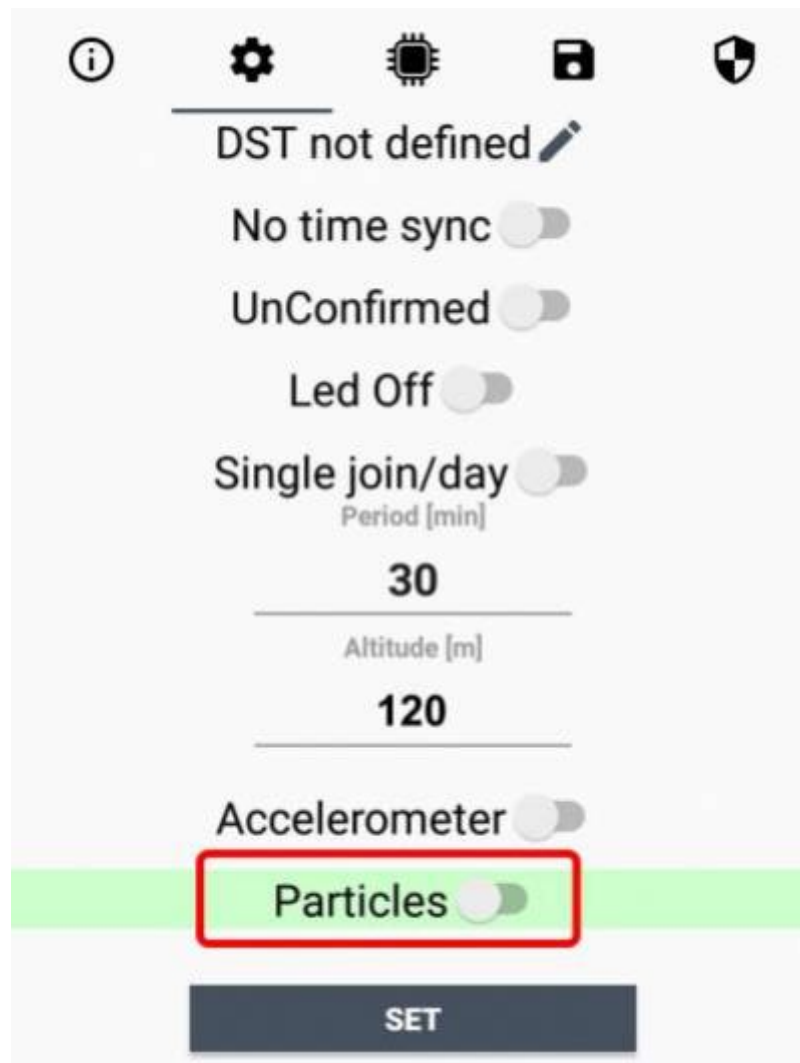 DST not defined
No time sync
UnConfirmed
Led Off
Single join/day
Period [min]
30
Altitude [m]
120
Accelerometer
Particles
SET